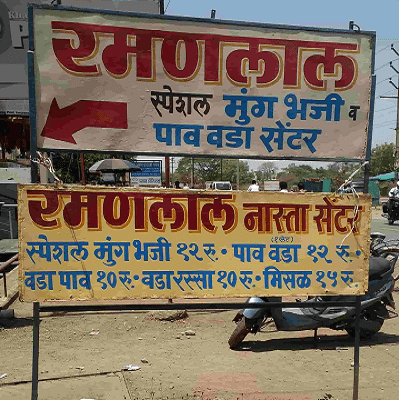 रमणलाल
स्पेशल मुंग भजी व
पाव वडा सेंटर
रमणलाल नास्ता सेंटर
स्पेशल मुंग भजी १२ रु. • पाव वडा १२ रु. •
वडा पाव १० रु. • वडा रस्सा १० रु. • मिसळ १५ रु.